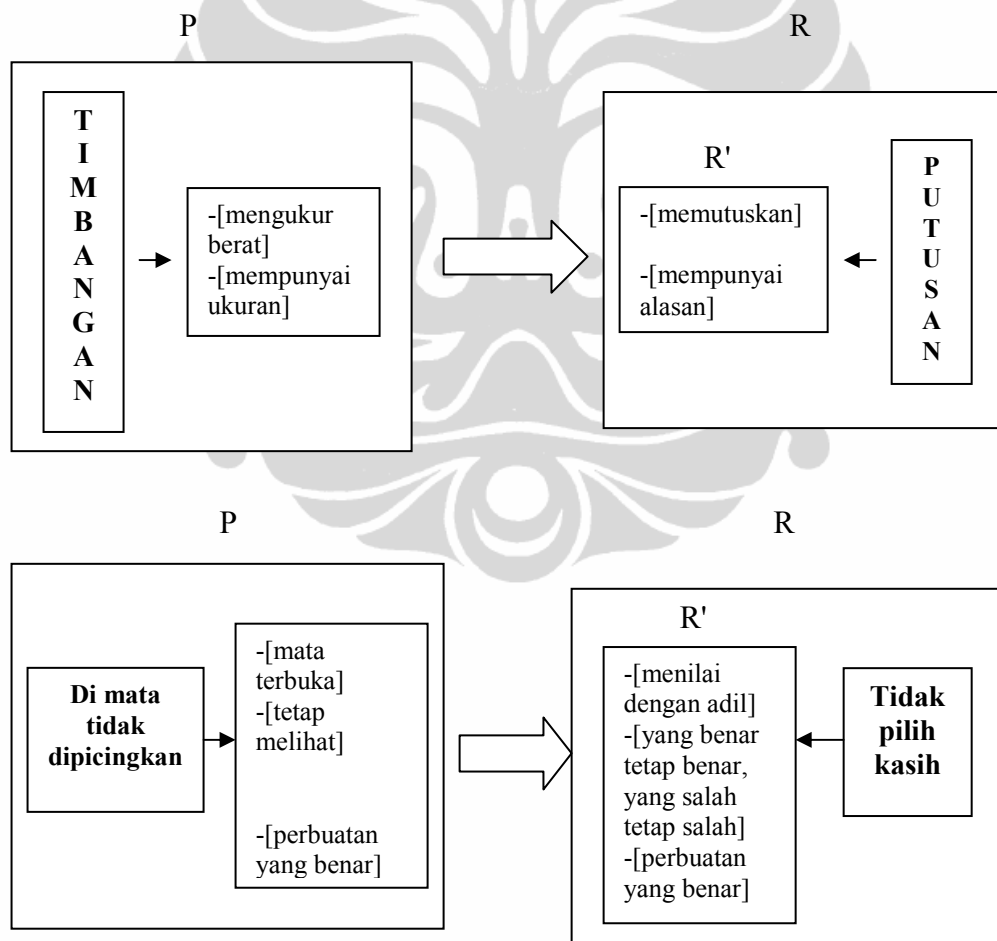 P
R
T
I
M
B
A
N
G
A
N
-[mengukur
berat]
-[mempunyai
ukuran]
R'
-[memutuskan]
-[mempunyai
alasan]
P
U
T
U
S
A
N
P
R
Di mata
tidak
dipicingkan
-[mata
terbuka]
-[tetap
melihat]
-[perbuatan
yang benar]
R'
-[menilai
dengan adil]
-[yang benar
tetap benar,
yang salah
tetap salah]
-[perbuatan
yang benar]
Tidak
pilih
kasih